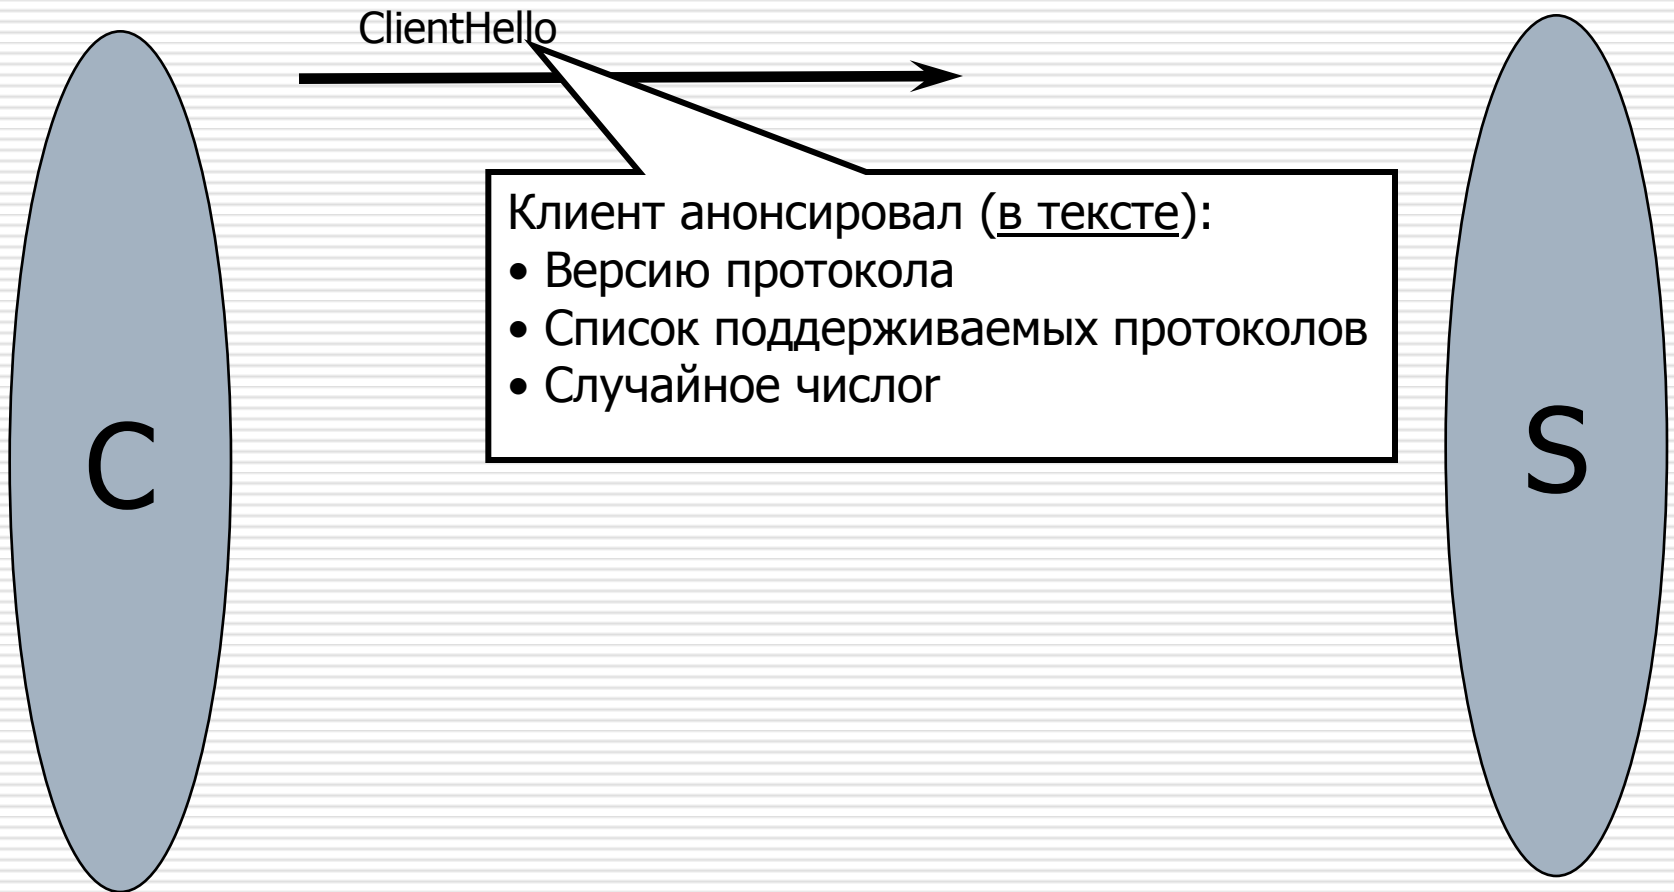 ClientHello
Клиент анонсировал (в тексте):
• Версию протокола
• Список поддерживаемых протоколов
• Случайное числоr
C
S